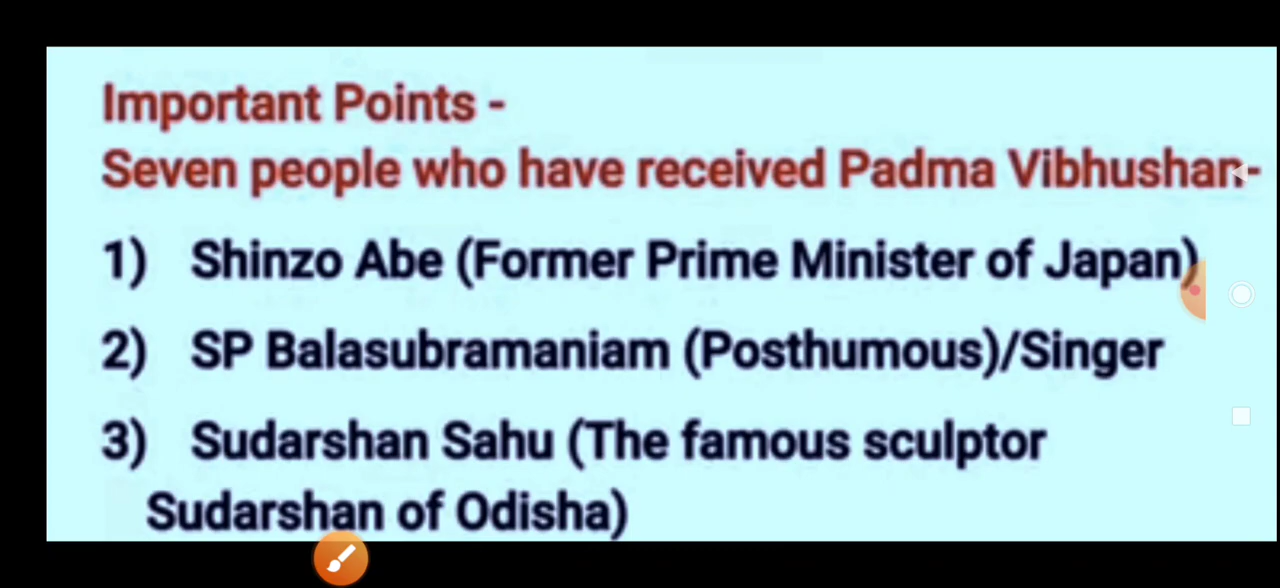 Important Points -
Seven people who have received Padma Vibhushan-
1) Shinzo Abe (Former Prime Minister of Japan)
2) SP Balasubramaniam (Posthumous)/Singer
3) Sudarshan Sahu (The famous sculptor
Sudarshan of Odisha)